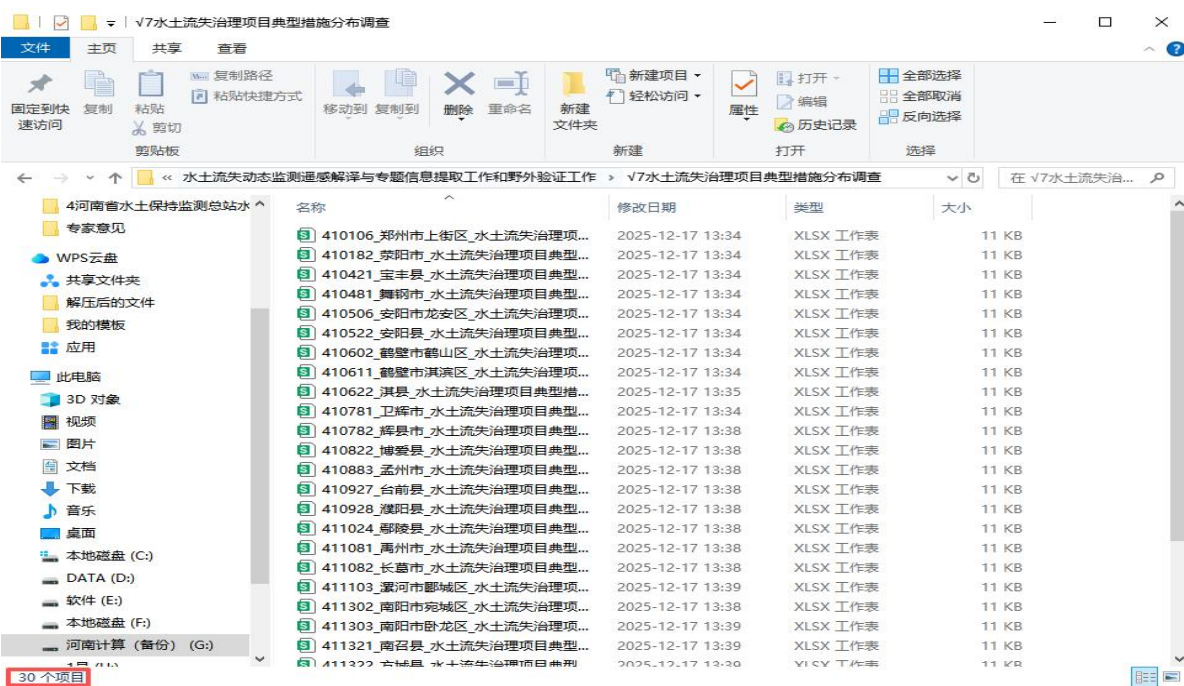 √7水土流失治理项目典型措施分布调查
文件 主页 共享 查看
固定到快速访问 复制 粘贴 复制路径 粘贴快捷方式 剪切 移动到 复制到 删除 重命名 新建文件夹 新建项目 轻松访问 属性 打开 编辑 历史记录 全部选择 全部取消 反向选择
剪贴板 组织 新建 打开 选择
« 水土流失动态监测遥感解译与专题信息提取工作和野外验证工作 › √7水土流失治理项目典型措施分布调查 在 √7水土流失治...
4河南省水土保持监测总站水
专家意见
WPS云盘
共享文件夹
解压后的文件
我的模板
应用
此电脑
3D 对象
视频
图片
文档
下载
音乐
桌面
本地磁盘 (C:)
DATA (D:)
软件 (E:)
本地磁盘 (F:)
河南计算（备份） (G:)
名称 修改日期 类型 大小
410106_郑州市上街区_水土流失治理项... 2025-12-17 13:34 XLSX 工作表 11 KB
410182_荥阳市_水土流失治理项目典型... 2025-12-17 13:34 XLSX 工作表 11 KB
410421_宝丰县_水土流失治理项目典型... 2025-12-17 13:34 XLSX 工作表 11 KB
410481_舞钢市_水土流失治理项目典型... 2025-12-17 13:34 XLSX 工作表 11 KB
410506_安阳市龙安区_水土流失治理项... 2025-12-17 13:34 XLSX 工作表 11 KB
410522_安阳县_水土流失治理项目典型... 2025-12-17 13:34 XLSX 工作表 11 KB
410602_鹤壁市鹤山区_水土流失治理项... 2025-12-17 13:34 XLSX 工作表 11 KB
410611_鹤壁市淇滨区_水土流失治理项... 2025-12-17 13:34 XLSX 工作表 11 KB
410622_淇县_水土流失治理项目典型措... 2025-12-17 13:35 XLSX 工作表 11 KB
410781_卫辉市_水土流失治理项目典型... 2025-12-17 13:34 XLSX 工作表 11 KB
410782_辉县市_水土流失治理项目典型... 2025-12-17 13:38 XLSX 工作表 11 KB
410822_博爱县_水土流失治理项目典型... 2025-12-17 13:38 XLSX 工作表 11 KB
410883_孟州市_水土流失治理项目典型... 2025-12-17 13:38 XLSX 工作表 11 KB
410927_台前县_水土流失治理项目典型... 2025-12-17 13:38 XLSX 工作表 11 KB
410928_濮阳县_水土流失治理项目典型... 2025-12-17 13:38 XLSX 工作表 11 KB
411024_鄢陵县_水土流失治理项目典型... 2025-12-17 13:38 XLSX 工作表 11 KB
411081_禹州市_水土流失治理项目典型... 2025-12-17 13:38 XLSX 工作表 11 KB
411082_长葛市_水土流失治理项目典型... 2025-12-17 13:38 XLSX 工作表 11 KB
411103_漯河市郾城区_水土流失治理项... 2025-12-17 13:39 XLSX 工作表 11 KB
411302_南阳市宛城区_水土流失治理项... 2025-12-17 13:38 XLSX 工作表 11 KB
411303_南阳市卧龙区_水土流失治理项... 2025-12-17 13:39 XLSX 工作表 11 KB
411321_南召县_水土流失治理项目典型... 2025-12-17 13:39 XLSX 工作表 11 KB
411322_方城县_水土流失治理项目典型... 2025-12-17 13:39 XLSX 工作表 11 KB
30 个项目